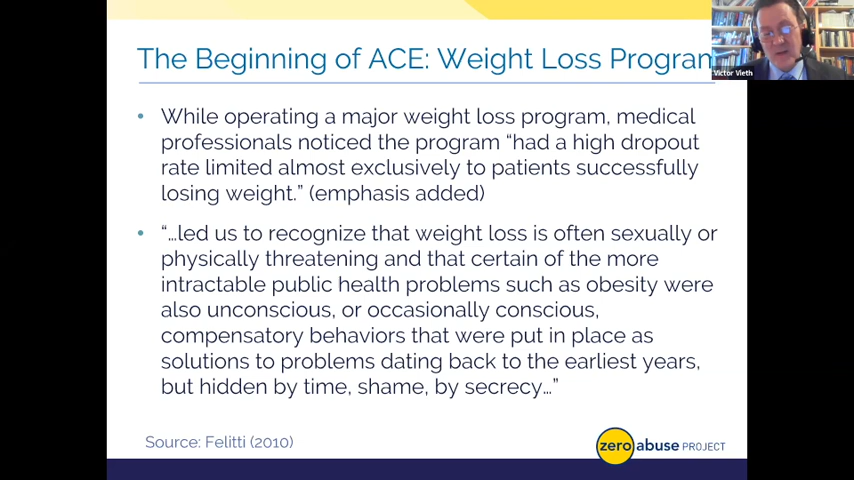 The Beginning of ACE: Weight Loss Program
Victor Vieth
• While operating a major weight loss program, medical
professionals noticed the program “had a high dropout
rate limited almost exclusively to patients successfully
losing weight.” (emphasis added)
• “…led us to recognize that weight loss is often sexually or
physically threatening and that certain of the more
intractable public health problems such as obesity were
also unconscious, or occasionally conscious,
compensatory behaviors that were put in place as
solutions to problems dating back to the earliest years,
but hidden by time, shame, by secrecy…”
Source: Felitti (2010)
zero abuse PROJECT